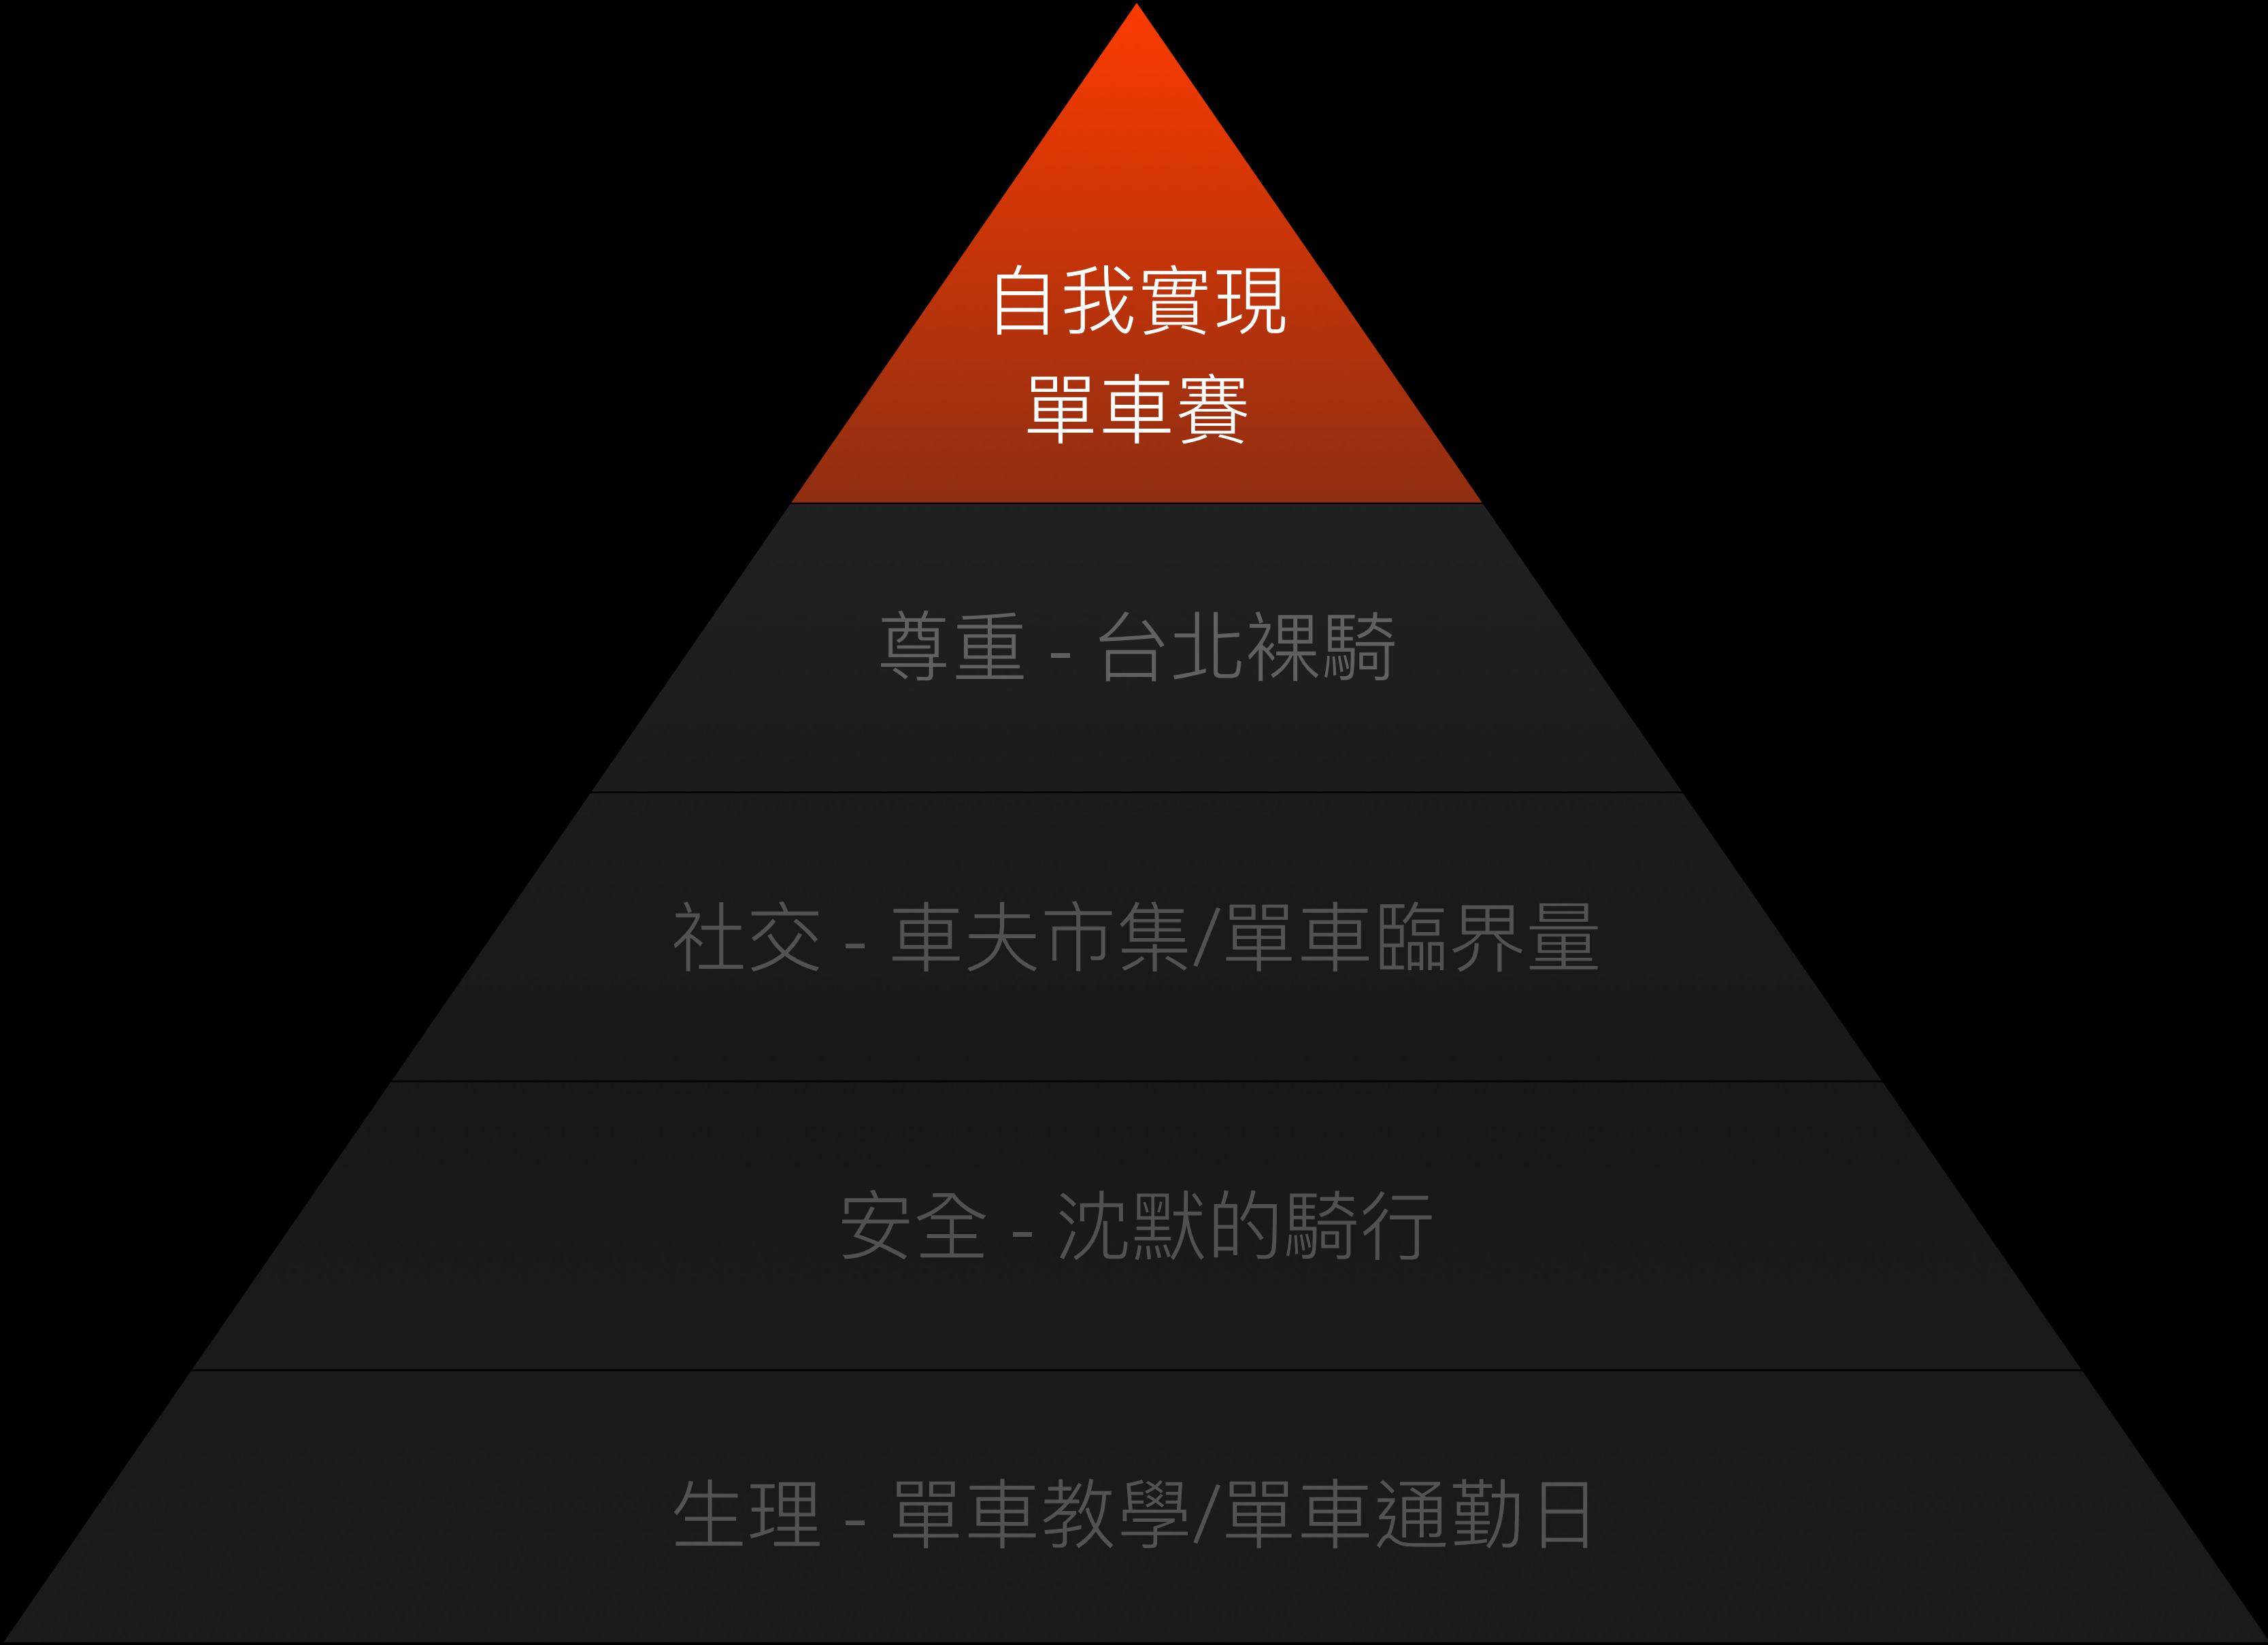 自我實現
單車賽
尊重 - 台北裸騎
社交 - 車夫市集/單車臨界量
安全 - 沈默的騎行
生理 - 單車教學/單車通勤日